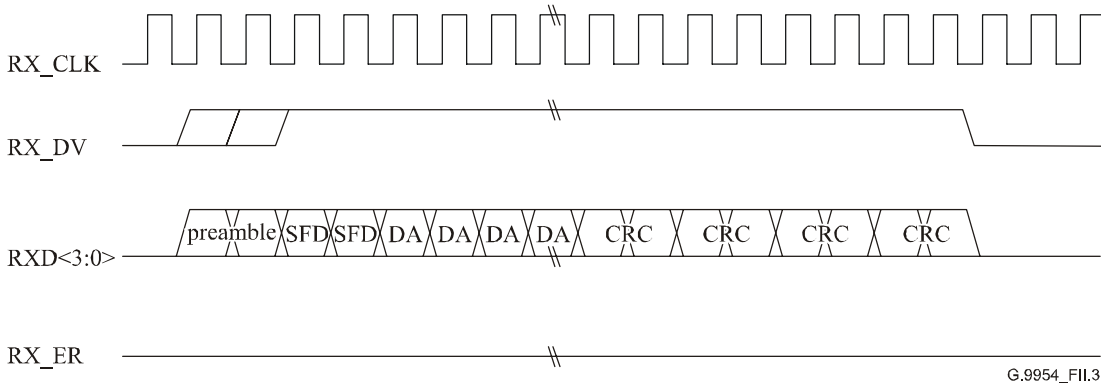 RX_CLK
RX_DV
RXD<3:0> preamble SFD SFD DA DA DA DA CRC CRC CRC CRC
RX_ER
G.9954_FII.3